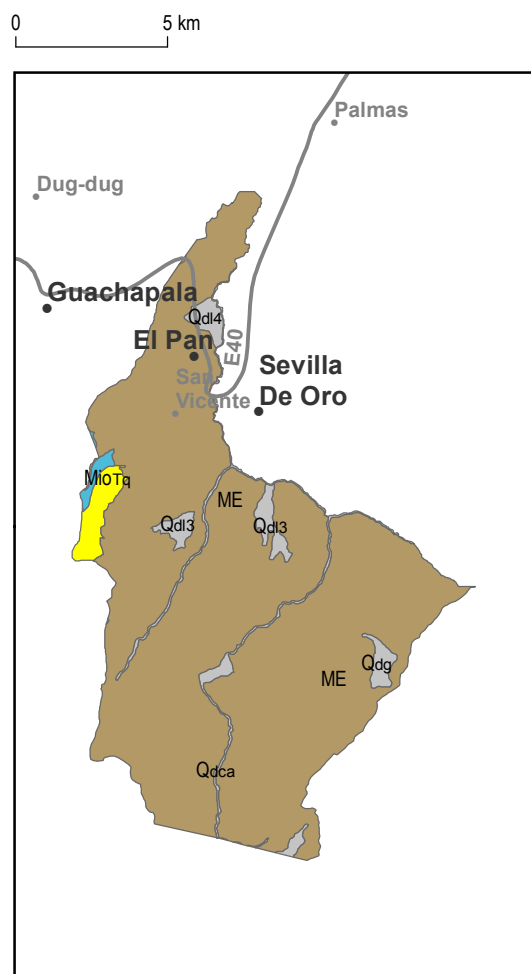 0 5 km
Palmas
Dug-dug
Guachapala
Qdl4
El Pan
E40
San
Vicente
Sevilla
De Oro
MioTq
ME
Qdl3
Qdl3
Qdg
ME
Qdca